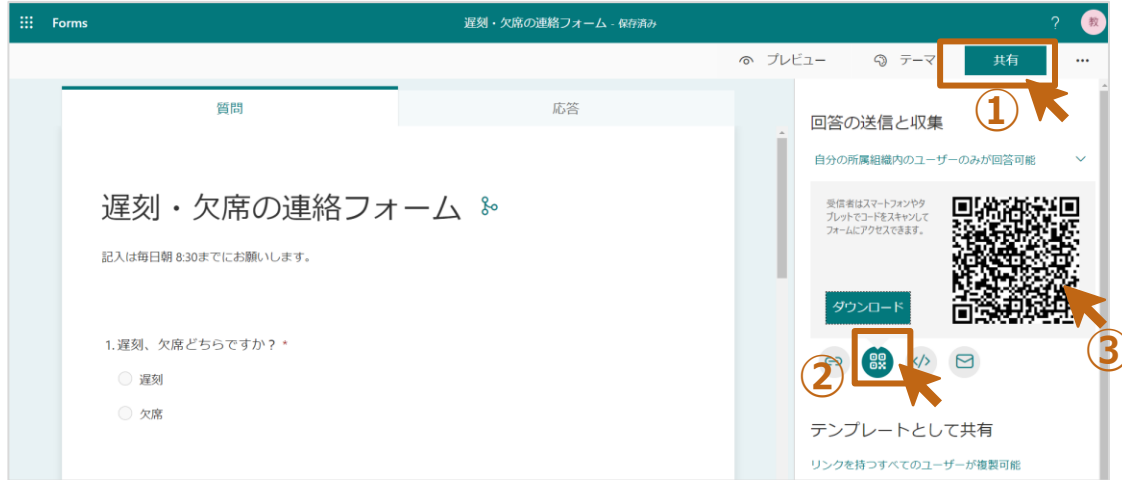 Forms
遅刻・欠席の連絡フォーム - 保存済み
?
教
プレビュー
テーマ
共有
…
①
質問
応答
遅刻・欠席の連絡フォーム
記入は毎日朝 8:30までにお願いします。
1. 遅刻、欠席どちらですか？ *
遅刻
欠席
回答の送信と収集
自分の所属組織内のユーザーのみが回答可能
受信者はスマートフォンやタ
ブレットでコードをスキャンして
フォームにアクセスできます。
ダウンロード
③
②
</>
テンプレートとして共有
リンクを持つすべてのユーザーが複製可能